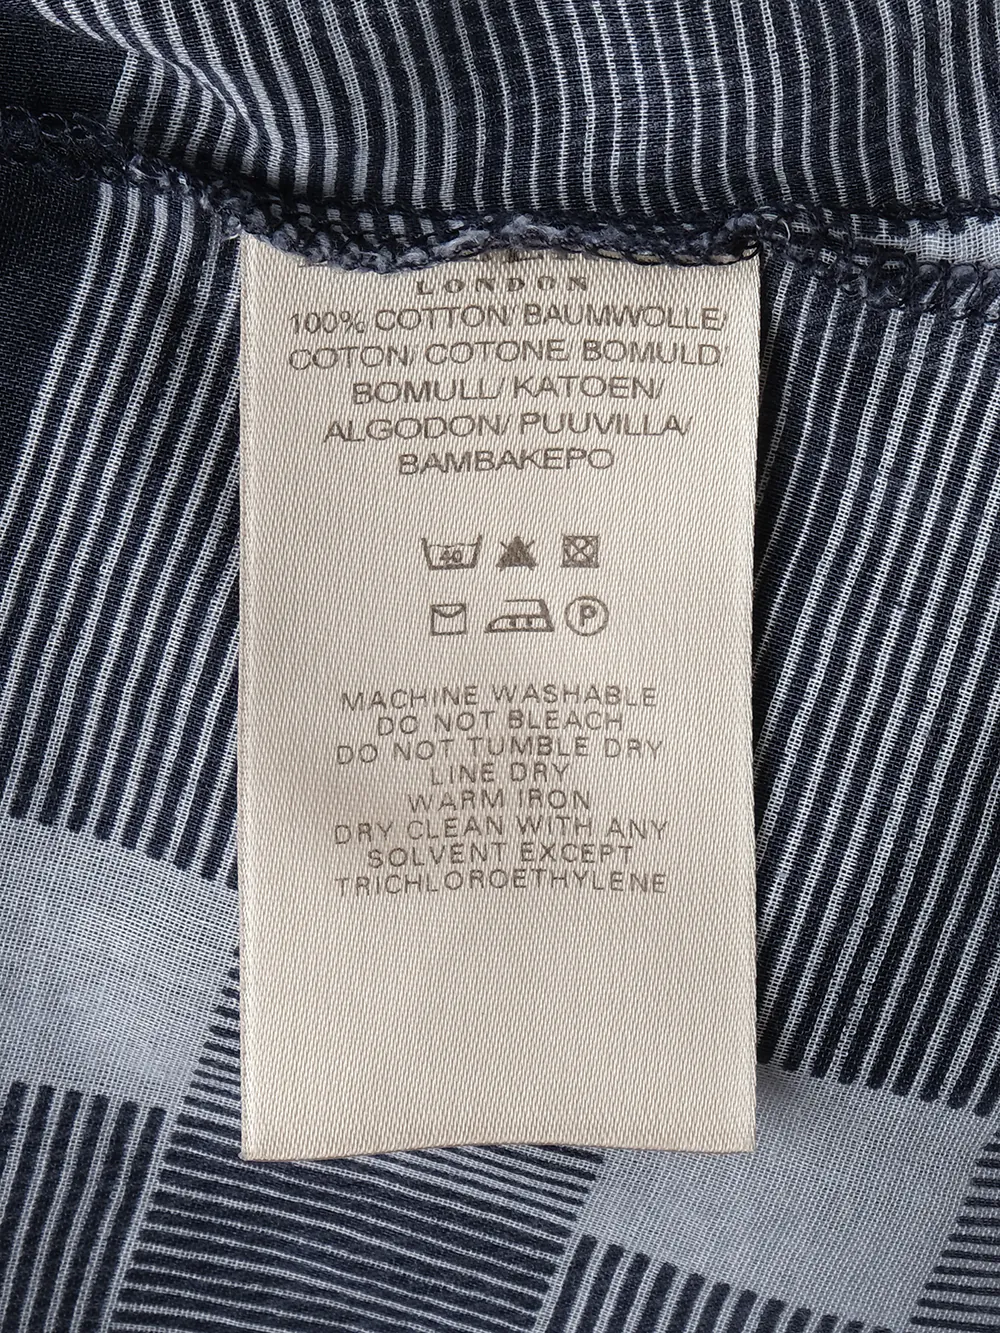 LONDON
100% COTTON/ BAUMWOLLE/
COTON/ COTONE/ BOMULD/
BOMULL/ KATOEN/
ALGODON/ PUUVILLA/
BAMBAKEPO
40
P
MACHINE WASHABLE
DO NOT BLEACH
DO NOT TUMBLE DRY
LINE DRY
WARM IRON
DRY CLEAN WITH ANY
SOLVENT EXCEPT
TRICHLOROETHYLENE